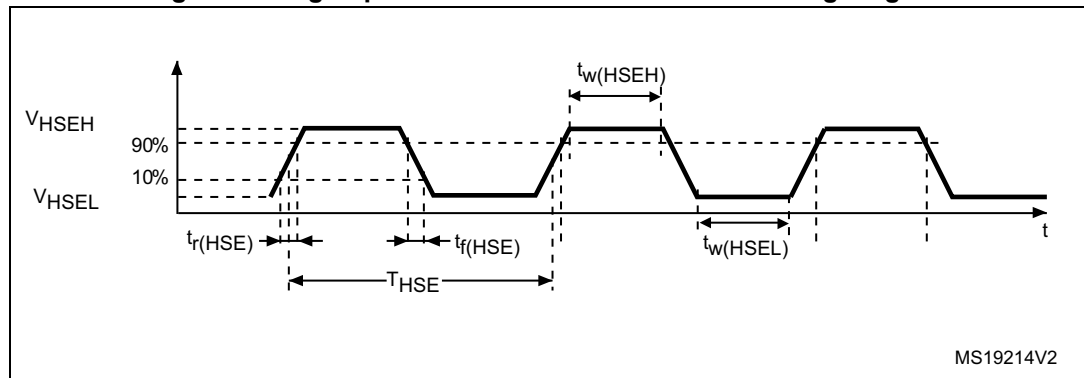 tw(HSEH)
VHSEH
90%
10%
VHSEL
tr(HSE)
tf(HSE)
tw(HSEL)
t
THSE
MS19214V2